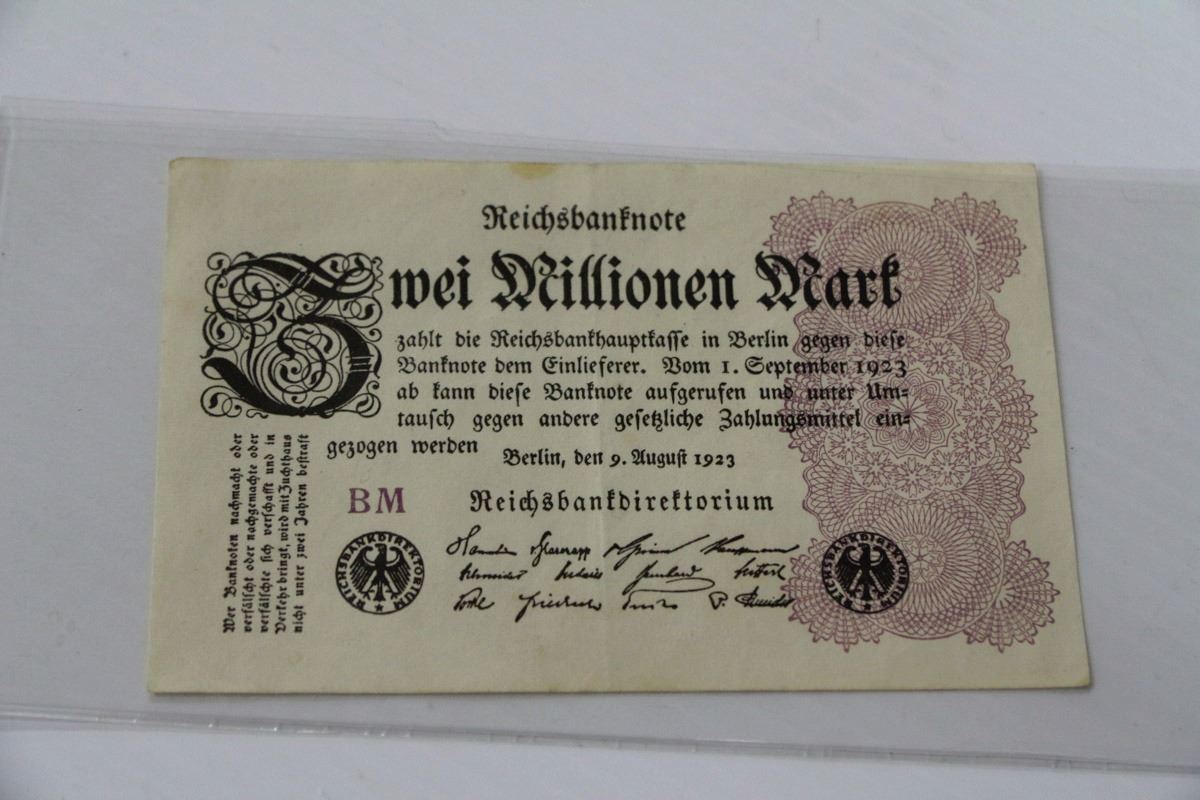 Reichsbanknote
Zwei Millionen Mark
zahlt die Reichsbankhauptkasse in Berlin gegen diese
Banknote dem Einlieferer. Vom 1. September 1923
ab kann diese Banknote aufgerufen und unter Um-
tausch gegen andere gesetzliche Zahlungsmittel ein-
gezogen werden
Berlin, den 9. August 1923
BM
Reichsbankdirektorium
REICHSBANKDIREKTORIUM
REICHSBANKDIREKTORIUM
Wer Banknoten nachmacht oder
verfälscht oder nachgemachte oder
verfälschte sich verschafft und in
Verkehr bringt, wird mit Zuchthaus
nicht unter zwei Jahren bestraft